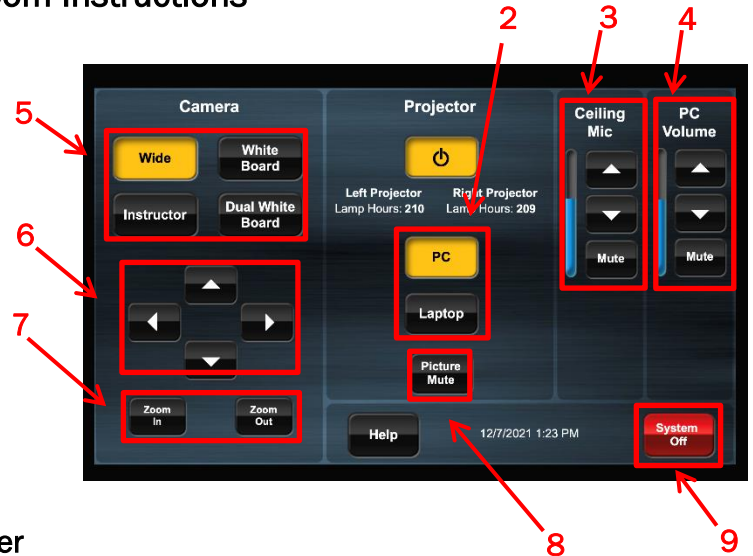 Instructions
2
3
4
5
6
7
8
9
Camera
Wide
White
Board
Instructor
Dual White
Board
Zoom
In
Zoom
Out
Projector
Left Projector
Lamp Hours: 210
Right Projector
Lamp Hours: 209
PC
Laptop
Picture
Mute
Ceiling
Mic
Mute
PC
Volume
Mute
Help
12/7/2021 1:23 PM
System
Off